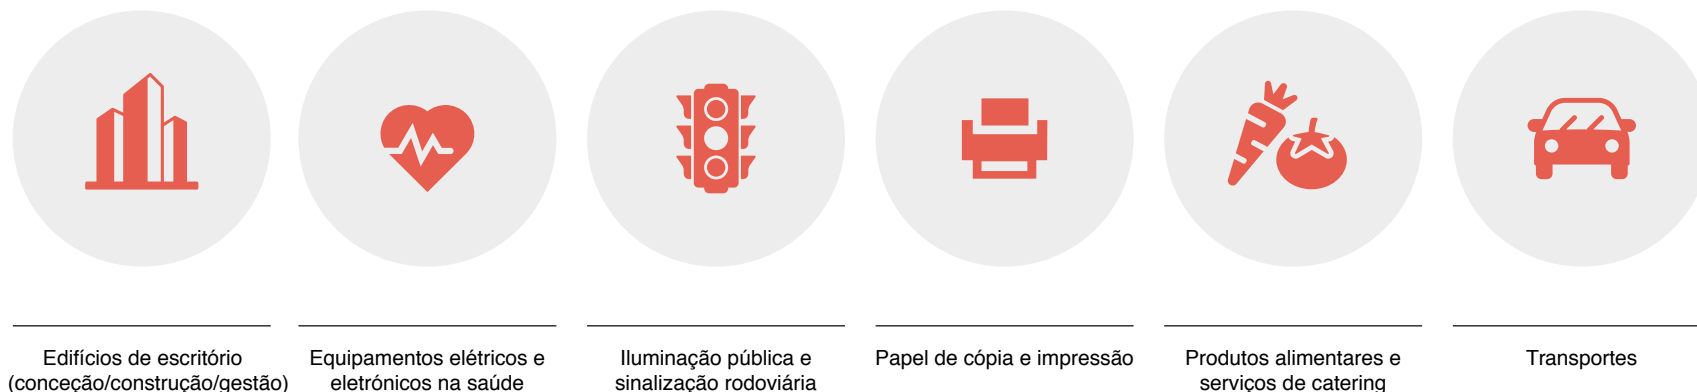 Edifícios de escritório
(conceção/construção/gestão)
Equipamentos elétricos e
eletrónicos na saúde
Iluminação pública e
sinalização rodoviária
Papel de cópia e impressão
Produtos alimentares e
serviços de catering
Transportes